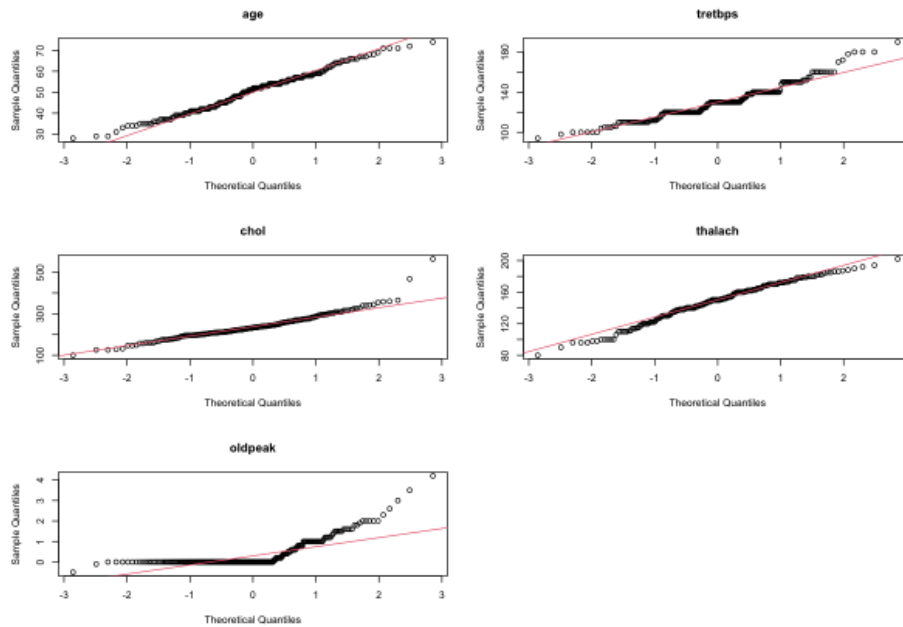 age
Sample Quantiles
70
60
50
40
30
-3 -2 -1 0 1 2 3
Theoretical Quantiles
tretbps
Sample Quantiles
180
140
100
-3 -2 -1 0 1 2
Theoretical Quantiles
chol
Sample Quantiles
500
300
100
-3 -2 -1 0 1 2 3
Theoretical Quantiles
thalach
Sample Quantiles
200
160
120
80
-3 -2 -1 0 1 2
Theoretical Quantiles
oldpeak
Sample Quantiles
4
3
2
1
0
-3 -2 -1 0 1 2 3
Theoretical Quantiles